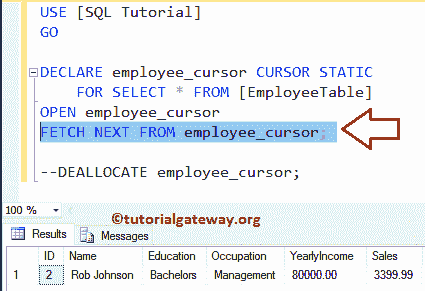 USE [SQL Tutorial]
GO
DECLARE employee_cursor CURSOR STATIC
FOR SELECT * FROM [EmployeeTable]
OPEN employee_cursor
FETCH NEXT FROM employee_cursor;
--DEALLOCATE employee_cursor;
100 %
©tutorialgateway.org
Results Messages
ID Name Education Occupation YearlyIncome Sales
1 2 Rob Johnson Bachelors Management 80000.00 3399.99